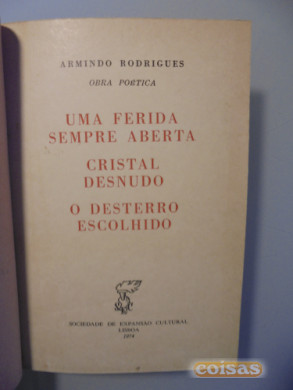 ARMINDO RODRIGUES
OBRA POETICA
UMA FERIDA
SEMPRE ABERTA
CRISTAL
DESNUDO
O DESTERRO
ESCOLHIDO
SOCIEDADE DE EXPANSÃO CULTURAL
LISBOA
coisas